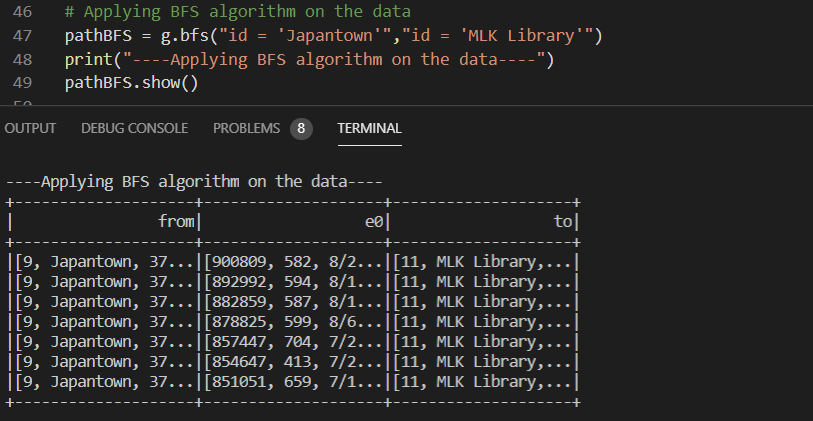 46 # Applying BFS algorithm on the data
47 pathBFS = g.bfs("id = 'Japantown'","id = 'MLK Library'")
48 print("----Applying BFS algorithm on the data----")
49 pathBFS.show()
50
OUTPUT DEBUG CONSOLE PROBLEMS 8 TERMINAL
----Applying BFS algorithm on the data----
+--------------------+--------------------+--------------------+
|                from|                  e0|                  to|
+--------------------+--------------------+--------------------+
|[9, Japantown, 37...|[900809, 582, 8/2...|[11, MLK Library,...|
|[9, Japantown, 37...|[892992, 594, 8/1...|[11, MLK Library,...|
|[9, Japantown, 37...|[882859, 587, 8/1...|[11, MLK Library,...|
|[9, Japantown, 37...|[878825, 599, 8/6...|[11, MLK Library,...|
|[9, Japantown, 37...|[857447, 704, 7/2...|[11, MLK Library,...|
|[9, Japantown, 37...|[854647, 413, 7/2...|[11, MLK Library,...|
|[9, Japantown, 37...|[851051, 659, 7/1...|[11, MLK Library,...|
+--------------------+--------------------+--------------------+